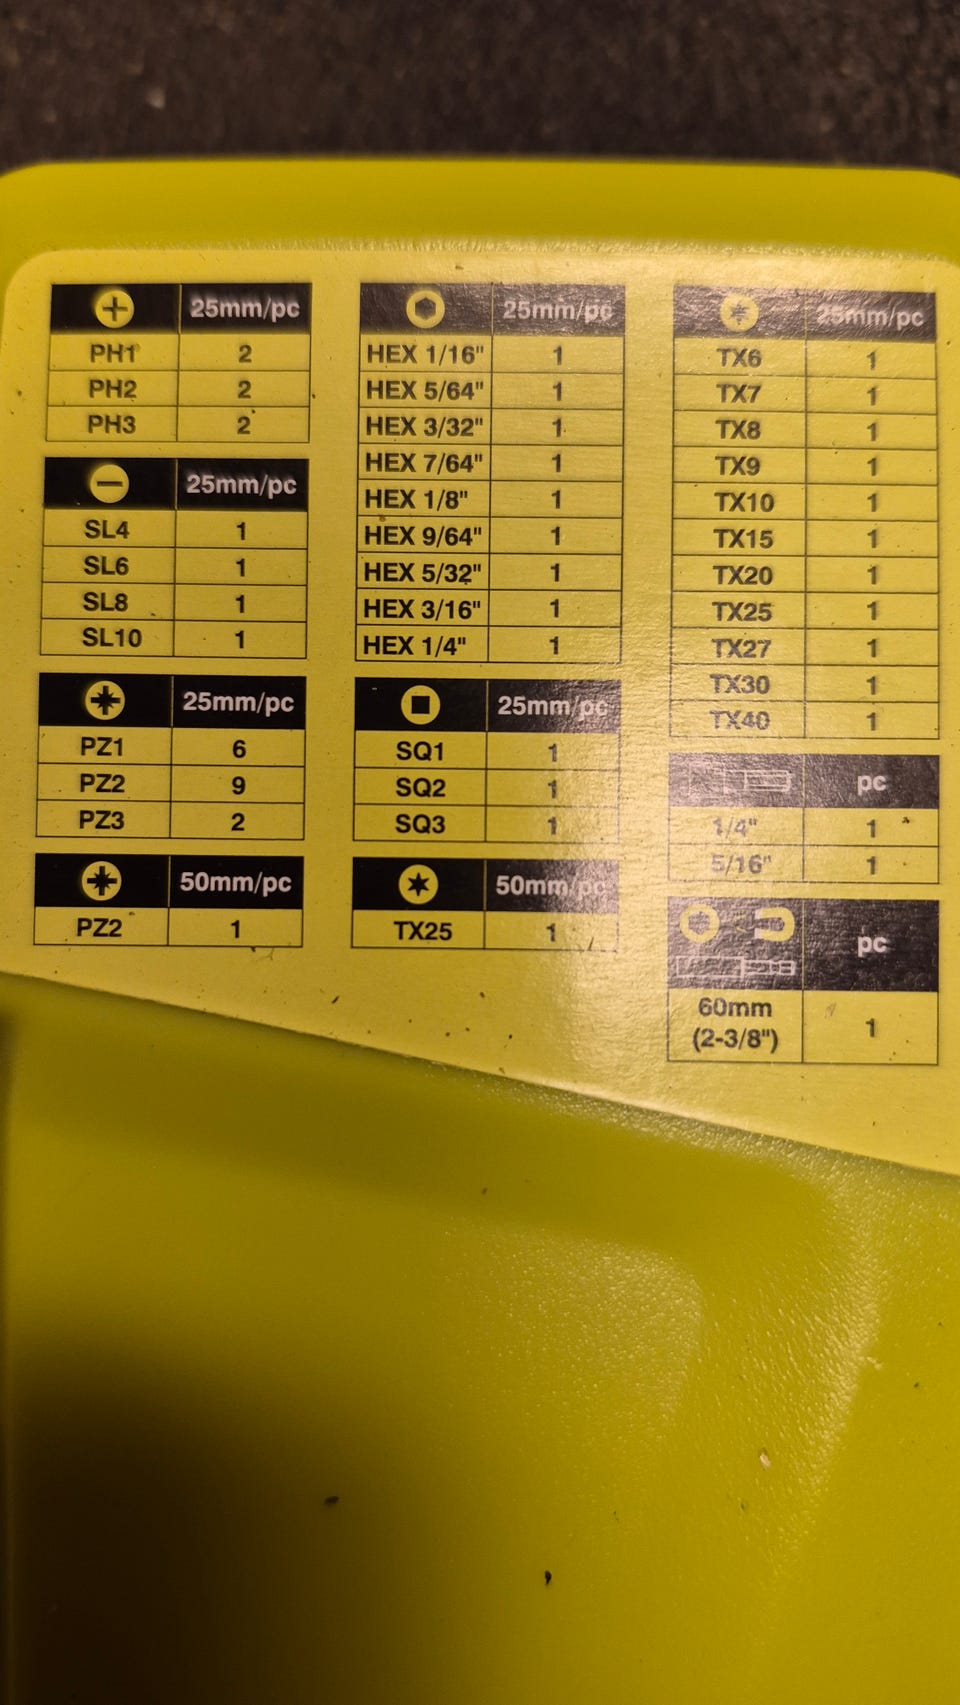 25mm/pc
PH1 2
PH2 2
PH3 2
25mm/pc
SL4 1
SL6 1
SL8 1
SL10 1
25mm/pc
PZ1 6
PZ2 9
PZ3 2
50mm/pc
PZ2 1
25mm/pc
HEX 1/16" 1
HEX 5/64" 1
HEX 3/32" 1
HEX 7/64" 1
HEX 1/8" 1
HEX 9/64" 1
HEX 5/32" 1
HEX 3/16" 1
HEX 1/4" 1
25mm/pc
SQ1 1
SQ2 1
SQ3 1
50mm/pc
TX25 1
25mm/pc
TX6 1
TX7 1
TX8 1
TX9 1
TX10 1
TX15 1
TX20 1
TX25 1
TX27 1
TX30 1
TX40 1
pc
1/4" 1
5/16" 1
pc
60mm
(2-3/8") 1